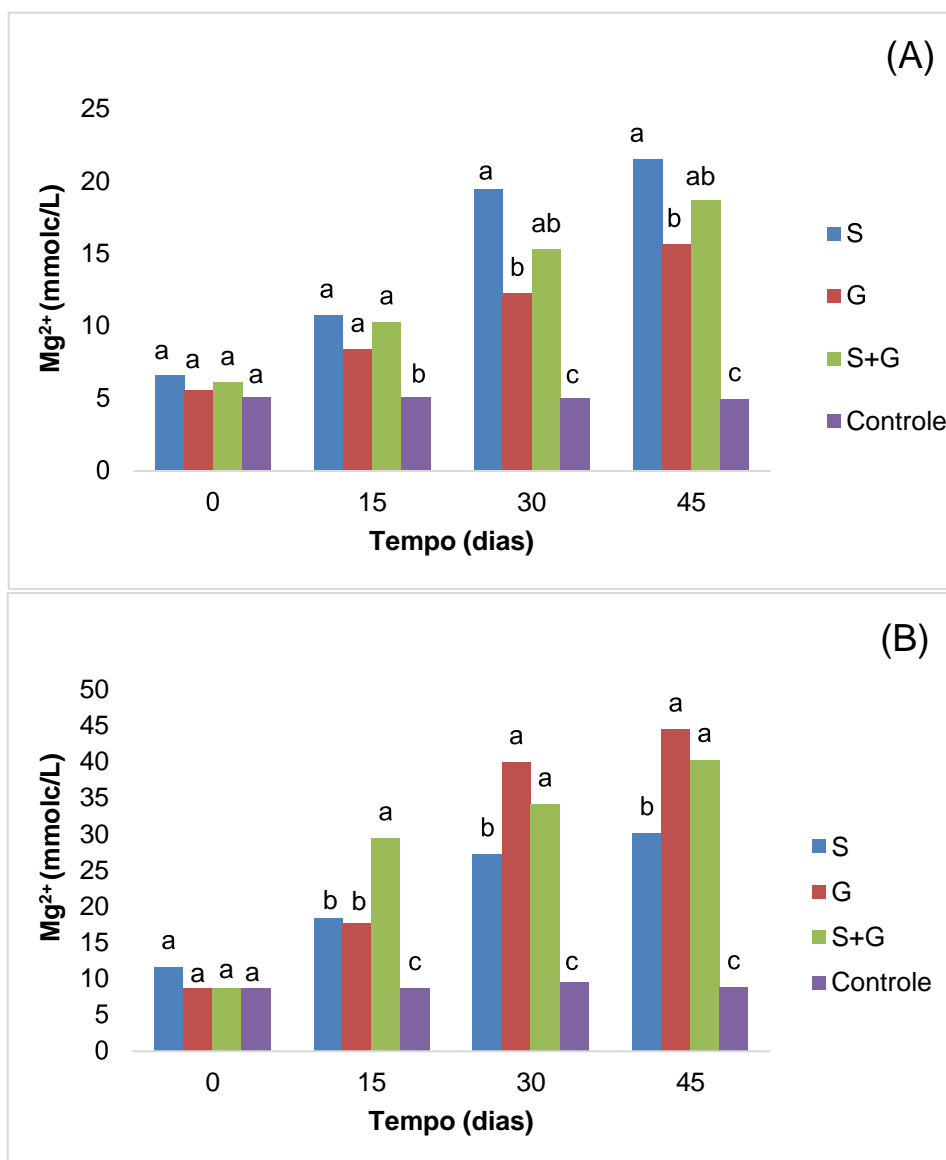 (A)
25
20
15
10
5
0
Mg²⁺ (mmolc/L)
a a a a
a a a b
a b ab c
a b ab c
0 15 30 45
Tempo (dias)
S
G
S+G
Controle
(B)
50
45
40
35
30
25
20
15
10
5
0
Mg²⁺ (mmolc/L)
a a a a
b b a c
b a a c
b a a c
0 15 30 45
Tempo (dias)
S
G
S+G
Controle